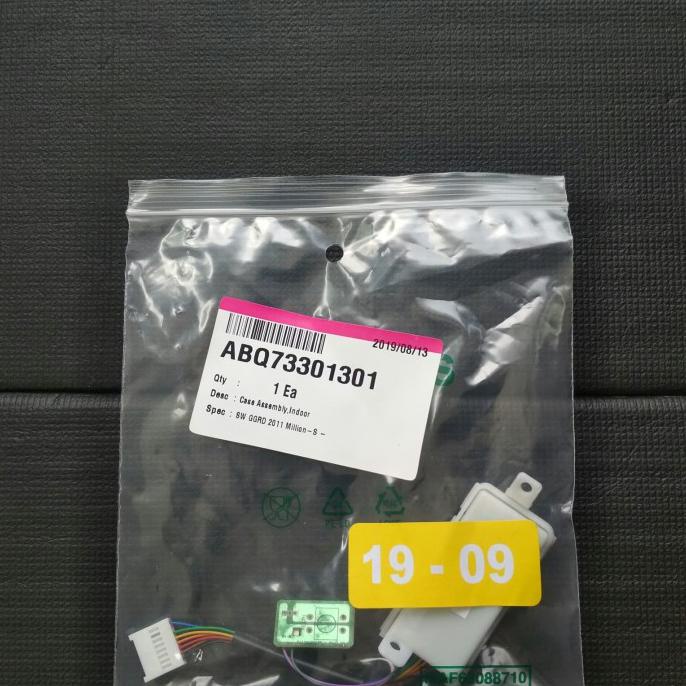 2019/08/13
ABQ73301301
Qty : 1 Ea
Desc : Case Assembly,Indoor
Spec : SW GGRD 2011 Million-S -
19 - 09